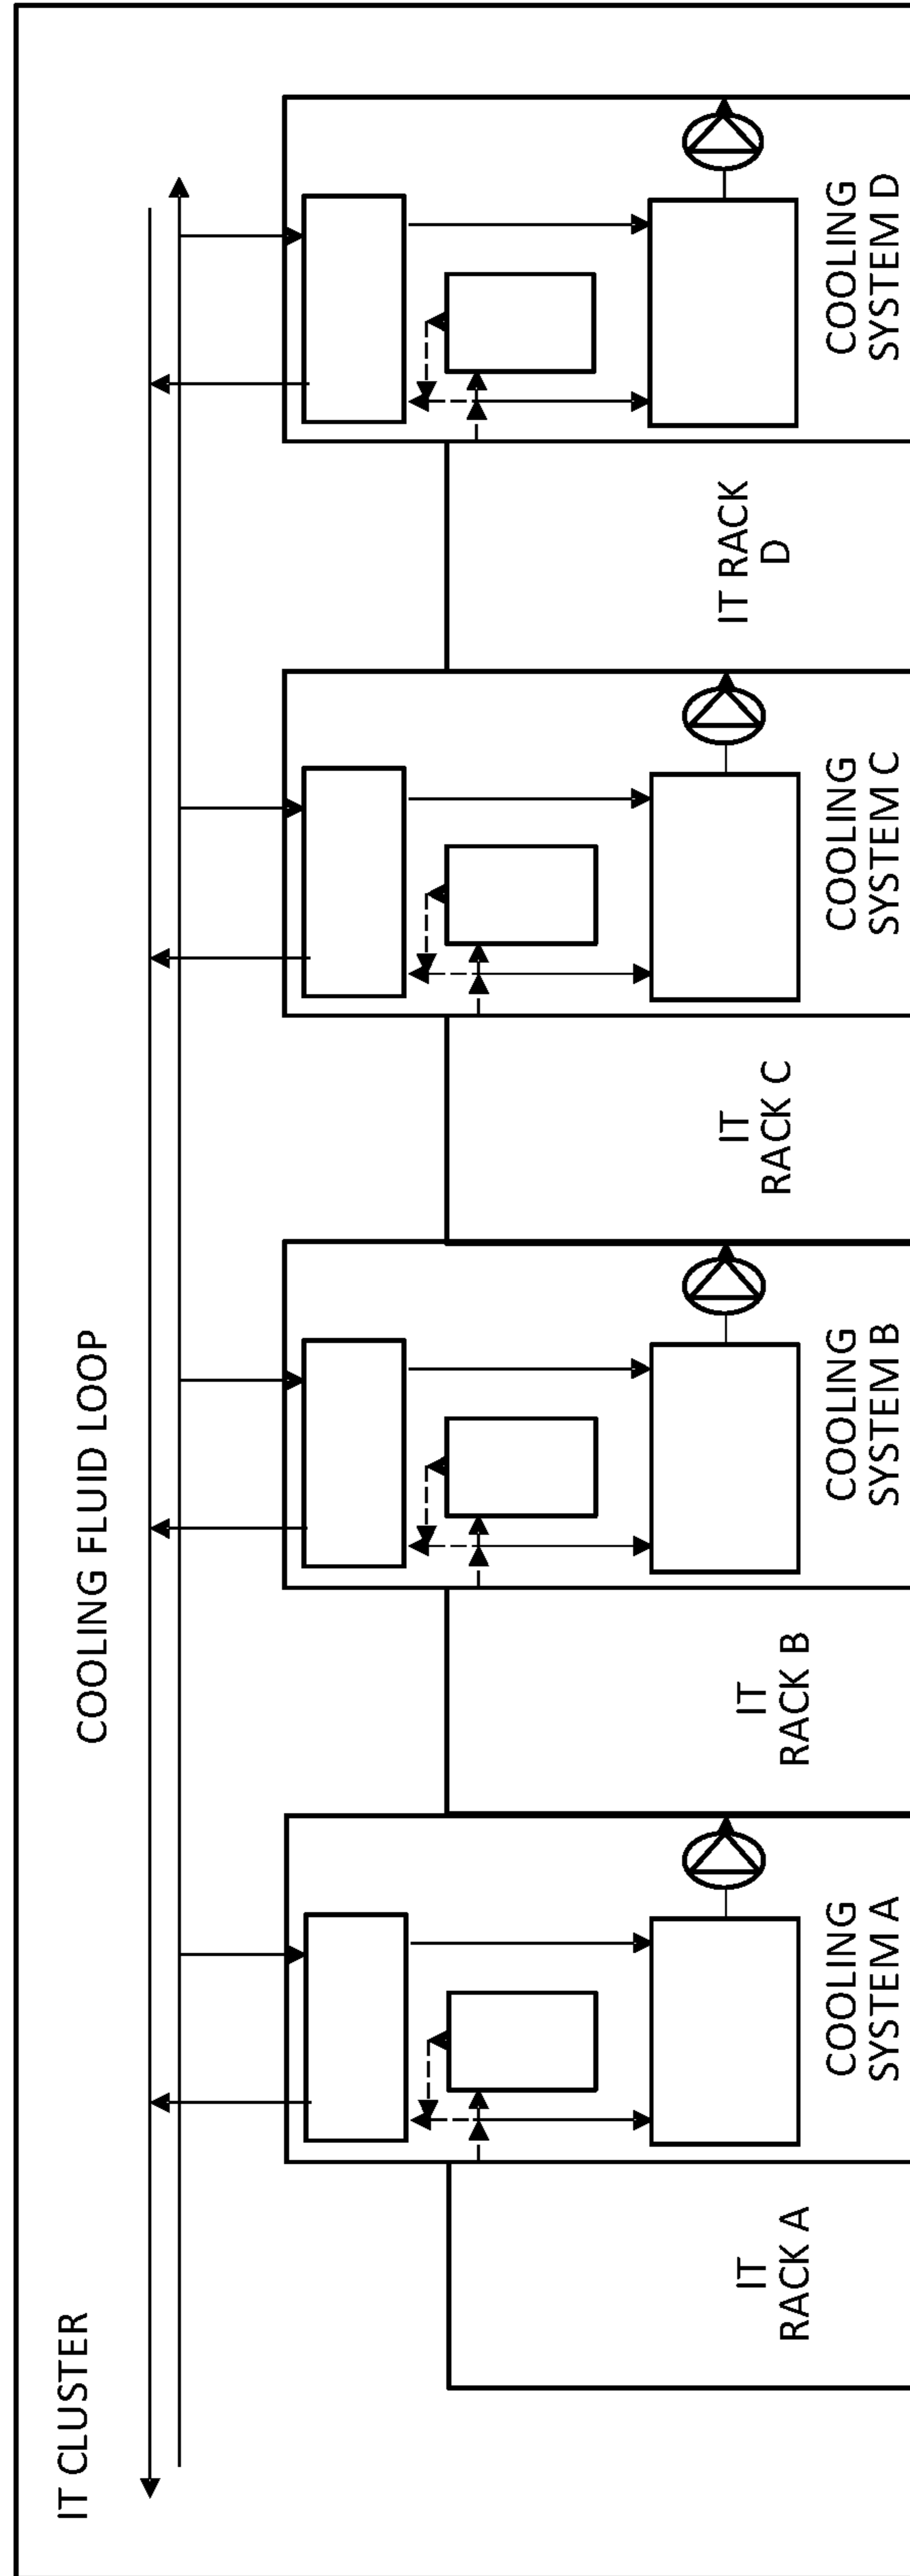 IT CLUSTER
COOLING FLUID LOOP
IT
RACK A
COOLING
SYSTEM A
IT
RACK B
COOLING
SYSTEM B
IT
RACK C
COOLING
SYSTEM C
IT RACK
D
COOLING
SYSTEM D